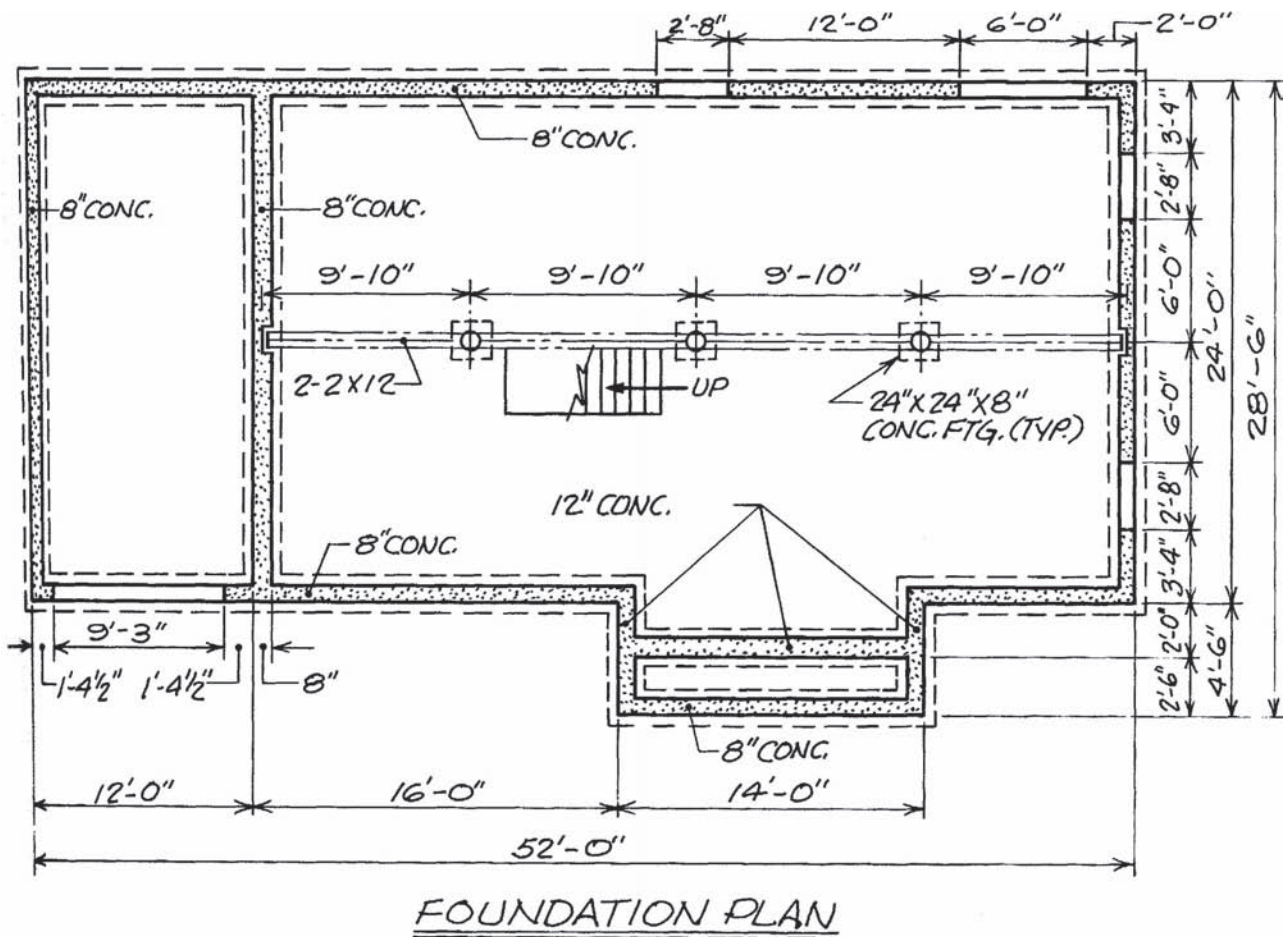 2'-8" 12'-0" 6'-0" 2'-0"
8" CONC.
3'-4"
8" CONC.
8" CONC.
2'-8"
9'-10" 9'-10" 9'-10" 9'-10"
6'-0"
24'-0"
28'-6"
2-2X12
UP
24" X 24" X 8"
CONC. FTG. (TYP.)
6'-0"
12" CONC.
2'-8"
8" CONC.
3'-4"
9'-3"
2'-0"
4'-6"
1'-4½" 1'-4½" 8"
2'-6"
8" CONC.
12'-0" 16'-0" 14'-0"
52'-0"
FOUNDATION PLAN